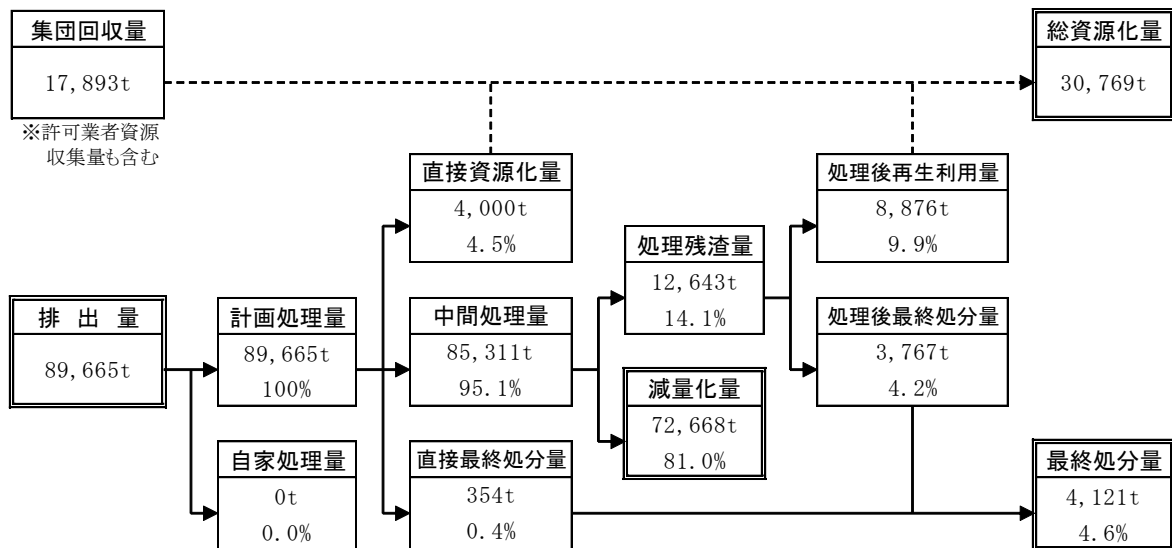 集団回収量
17,893t
※許可業者資源
収集量も含む
総資源化量
30,769t
直接資源化量
4,000t
4.5%
処理後再生利用量
8,876t
9.9%
処理残渣量
12,643t
14.1%
排 出 量
89,665t
計画処理量
89,665t
100%
中間処理量
85,311t
95.1%
処理後最終処分量
3,767t
4.2%
減量化量
72,668t
81.0%
自家処理量
0t
0.0%
直接最終処分量
354t
0.4%
最終処分量
4,121t
4.6%